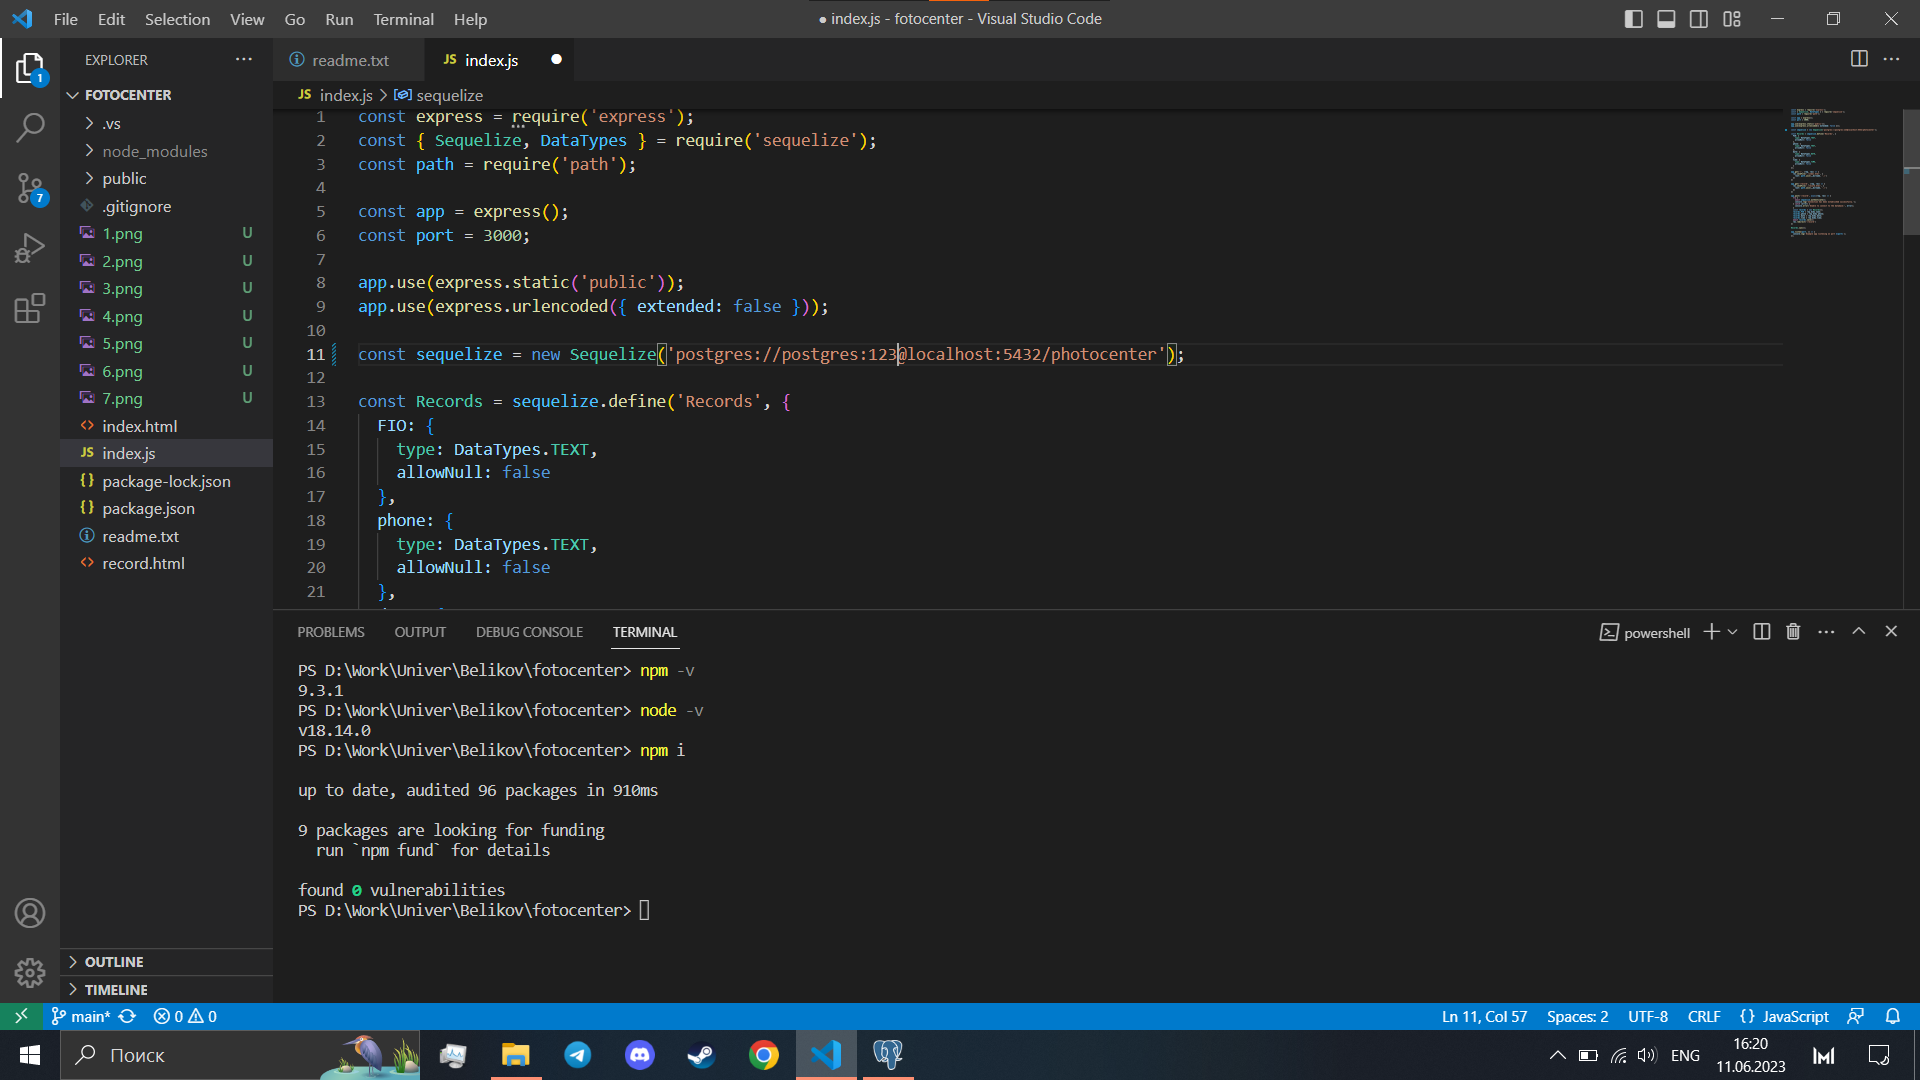 File Edit Selection View Go Run Terminal Help
● index.js - fotocenter - Visual Studio Code
EXPLORER
readme.txt
JS index.js
FOTOCENTER
JS index.js > sequelize
.vs
node_modules
public
.gitignore
1.png U
2.png U
3.png U
4.png U
5.png U
6.png U
7.png U
index.html
JS index.js
{} package-lock.json
{} package.json
readme.txt
record.html
1
7
OUTLINE
TIMELINE
1 const express = require('express');
2 const { Sequelize, DataTypes } = require('sequelize');
3 const path = require('path');
4
5 const app = express();
6 const port = 3000;
7
8 app.use(express.static('public'));
9 app.use(express.urlencoded({ extended: false }));
10
11 const sequelize = new Sequelize('postgres://postgres:123@localhost:5432/photocenter');
12
13 const Records = sequelize.define('Records', {
14 FIO: {
15 type: DataTypes.TEXT,
16 allowNull: false
17 },
18 phone: {
19 type: DataTypes.TEXT,
20 allowNull: false
21 },
PROBLEMS OUTPUT DEBUG CONSOLE TERMINAL
powershell
PS D:\Work\Univer\Belikov\fotocenter> npm -v
9.3.1
PS D:\Work\Univer\Belikov\fotocenter> node -v
v18.14.0
PS D:\Work\Univer\Belikov\fotocenter> npm i
up to date, audited 96 packages in 910ms
9 packages are looking for funding
run `npm fund` for details
found 0 vulnerabilities
PS D:\Work\Univer\Belikov\fotocenter>
main* 0 0
Ln 11, Col 57 Spaces: 2 UTF-8 CRLF {} JavaScript
Поиск
ENG
16:20
11.06.2023